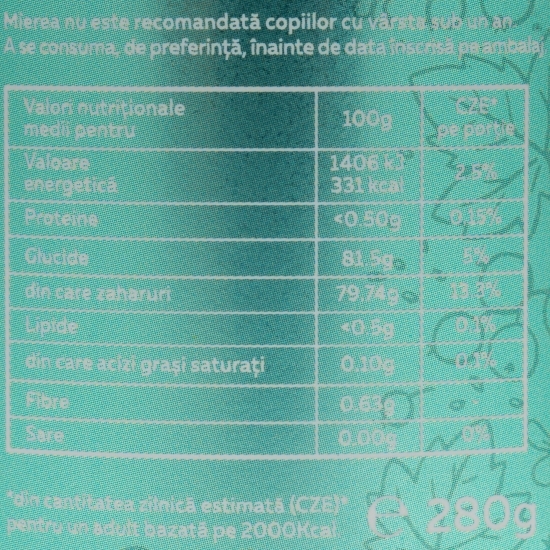 Mierea nu este recomandată copiilor cu vârsta sub un an.
A se consuma, de preferință, înainte de data înscrisă pe ambalaj
Valori nutriționale medii pentru 100g CZE* pe porție
Valoare energetică 1406 kJ 331 kcal 2.5%
Proteine <0.50g 0.15%
Glucide 81,5g 5%
din care zaharuri 79,74g 13.3%
Lipide <0 5g 0.1%
din care acizi grași saturați 0.10g 0.1%
Fibre 0.63g -
Sare 0.00g 0%
*din cantitatea zilnică estimată (CZE)*
pentru un adult bazată pe 2000Kcal
e 280g